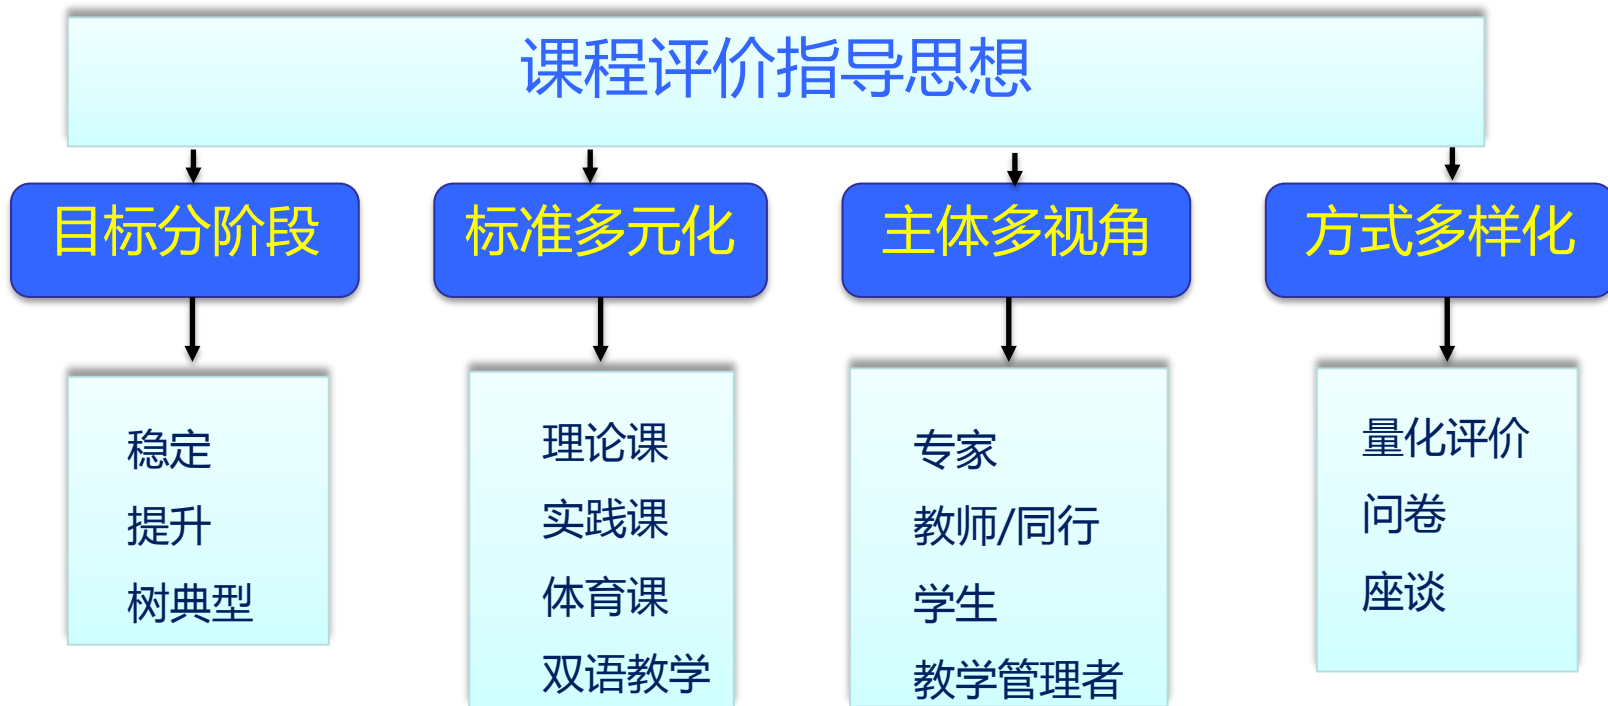 课程评价指导思想
目标分阶段
标准多元化
主体多视角
方式多样化
稳定
提升
树典型
理论课
实践课
体育课
双语教学
专家
教师/同行
学生
教学管理者
量化评价
问卷
座谈